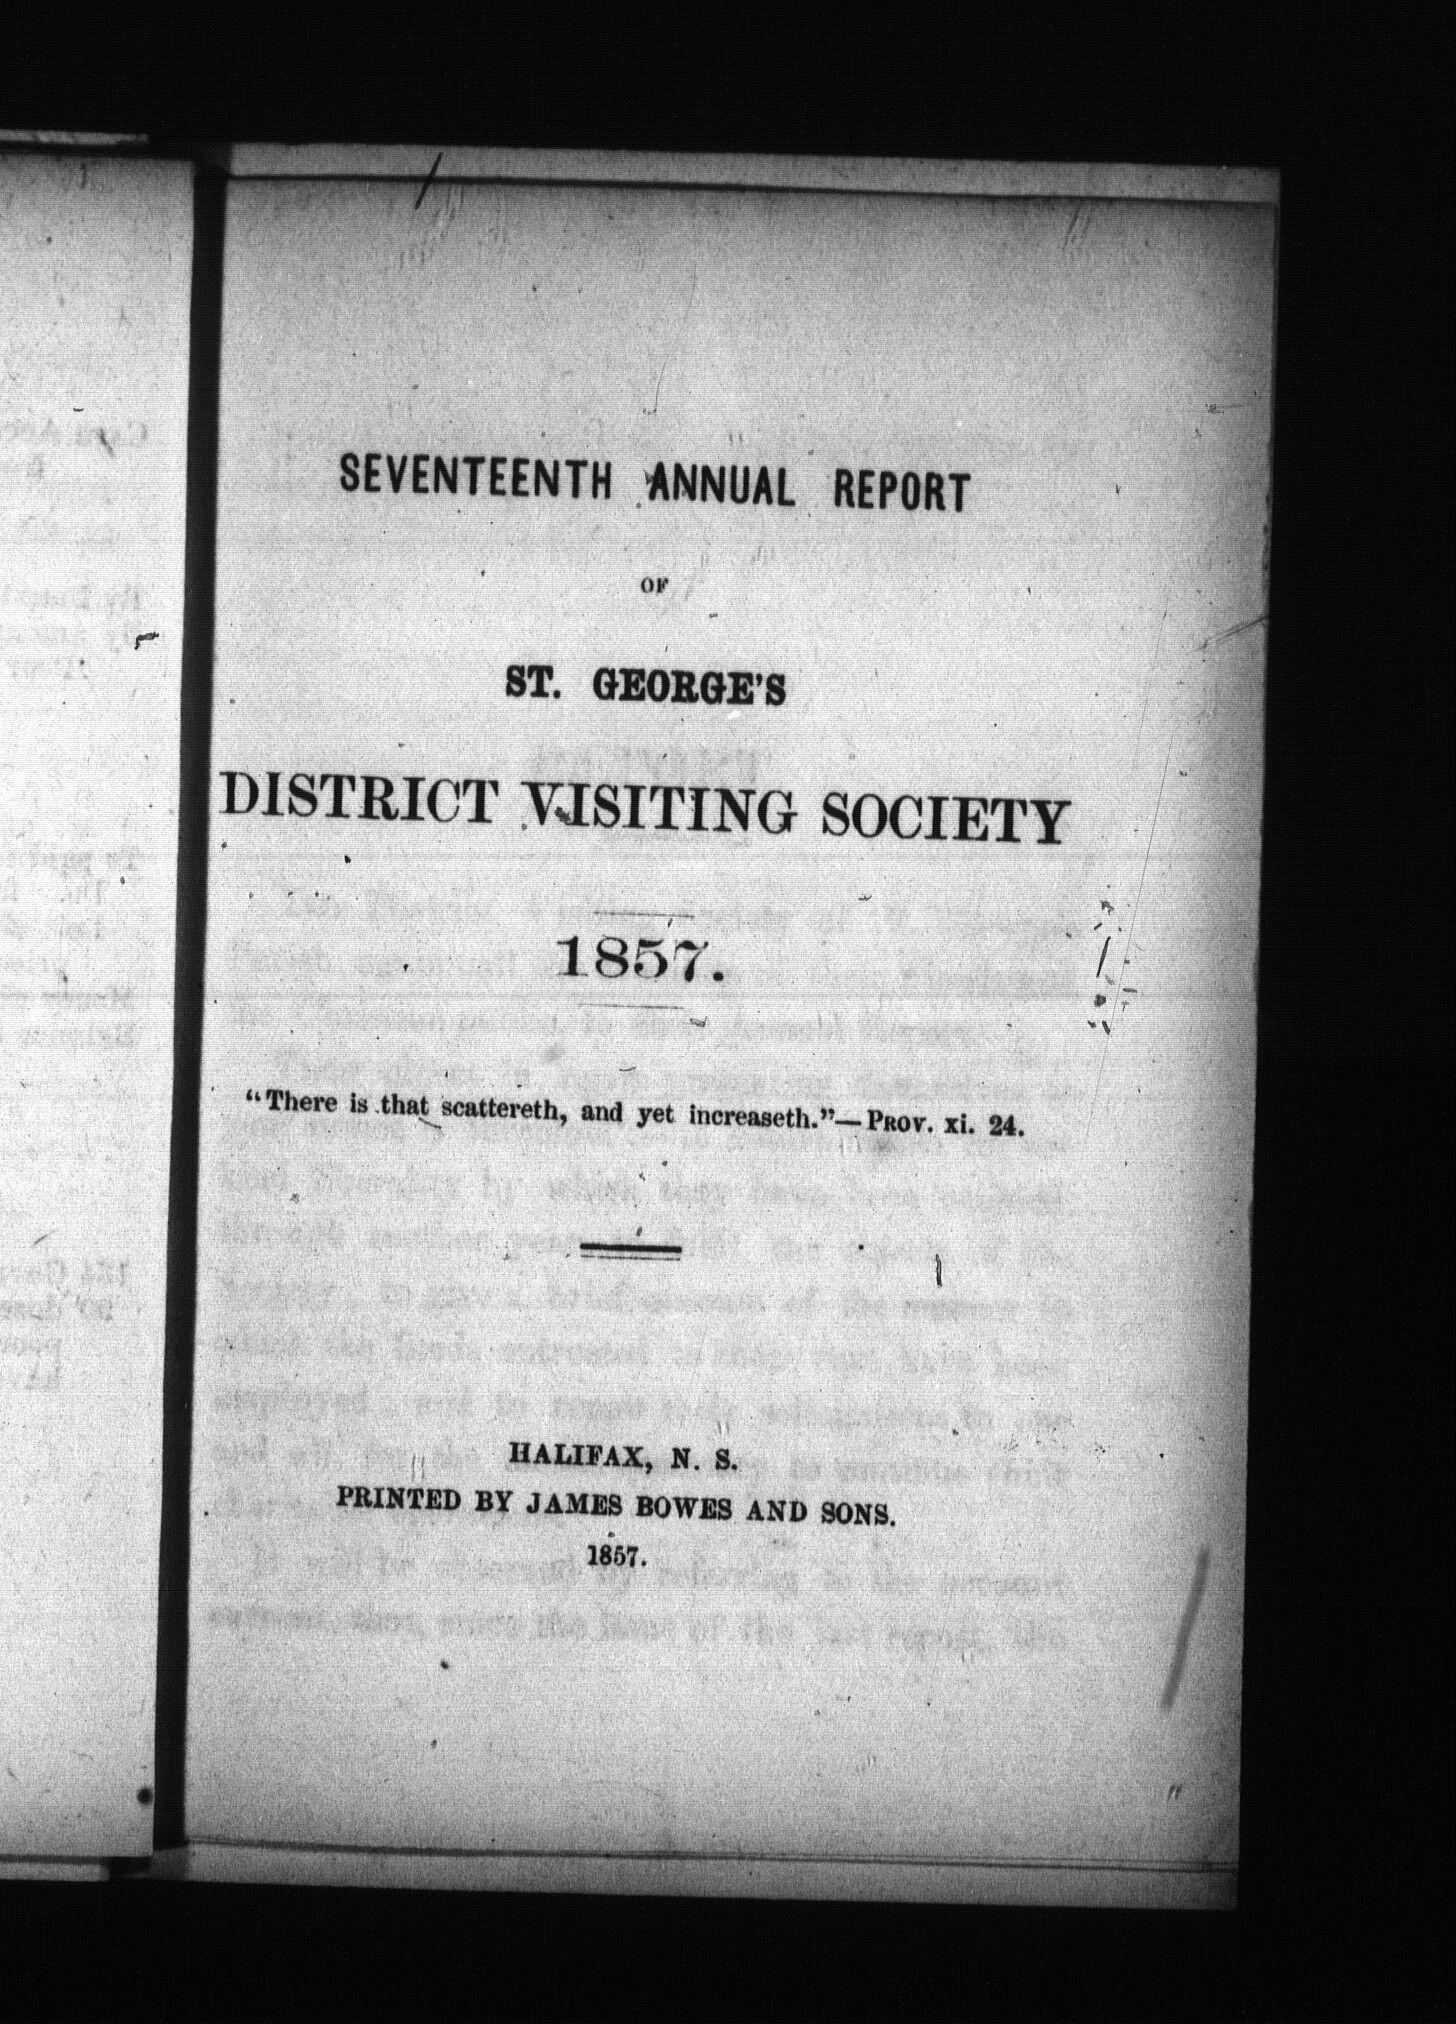 SEVENTEENTH ANNUAL REPORT
OF
ST. GEORGE'S
DISTRICT VISITING SOCIETY
1857.
“There is that scattereth, and yet increaseth.”—PROV. xi. 24.
HALIFAX, N. S.
PRINTED BY JAMES BOWES AND SONS.
1857.